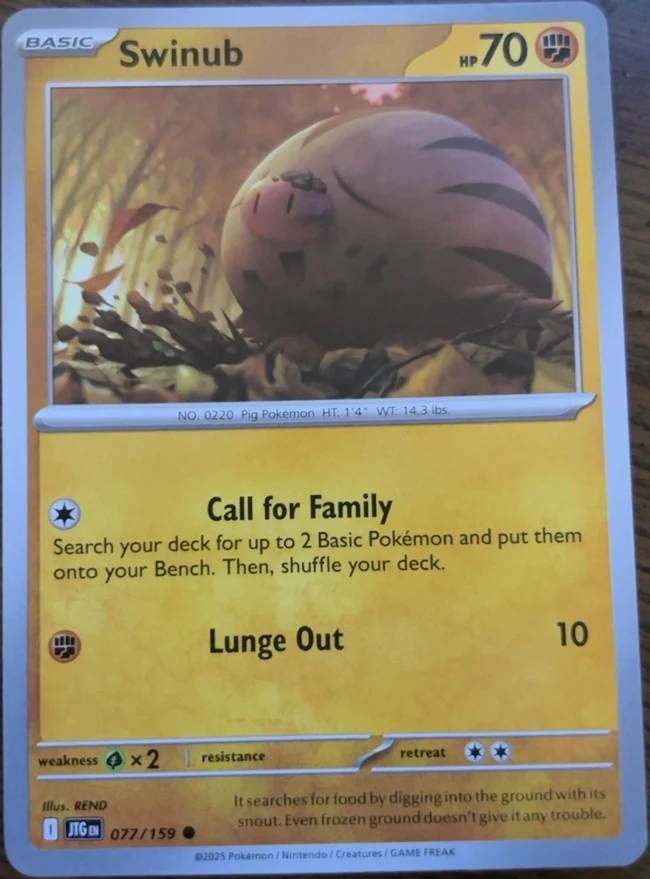 BASIC Swinub HP 70
NO. 0220 Pig Pokémon HT: 1'4" WT: 14.3 lbs.
Call for Family
Search your deck for up to 2 Basic Pokémon and put them
onto your Bench. Then, shuffle your deck.
Lunge Out 10
weakness ×2 resistance retreat
Illus. REND
It searches for food by digging into the ground with its
snout. Even frozen ground doesn't give it any trouble.
I JTG EN 077/159
©2025 Pokémon / Nintendo / Creatures / GAME FREAK